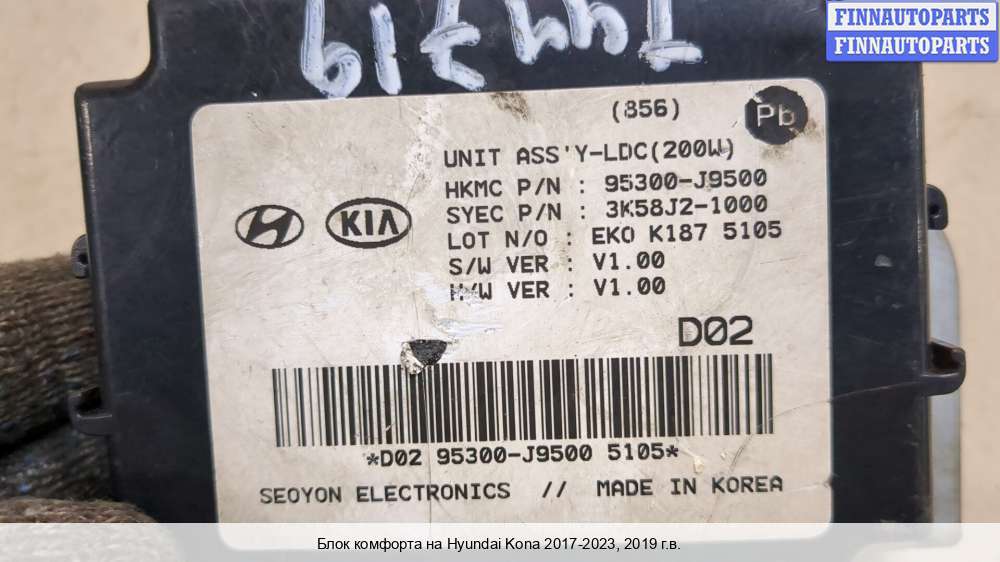 FINNAUTOPARTS
FINNAUTOPARTS
(856)
Pb
UNIT ASS'Y-LDC(200W)
HKMC P/N : 95300-J9500
SYEC P/N : 3K58J2-1000
LOT N/O : EKO K187 5105
S/W VER : V1.00
H/W VER : V1.00
KIA
D02
*D02 95300-J9500 5105*
SEOYON ELECTRONICS // MADE IN KOREA
Блок комфорта на Hyundai Kona 2017-2023, 2019 г.в.